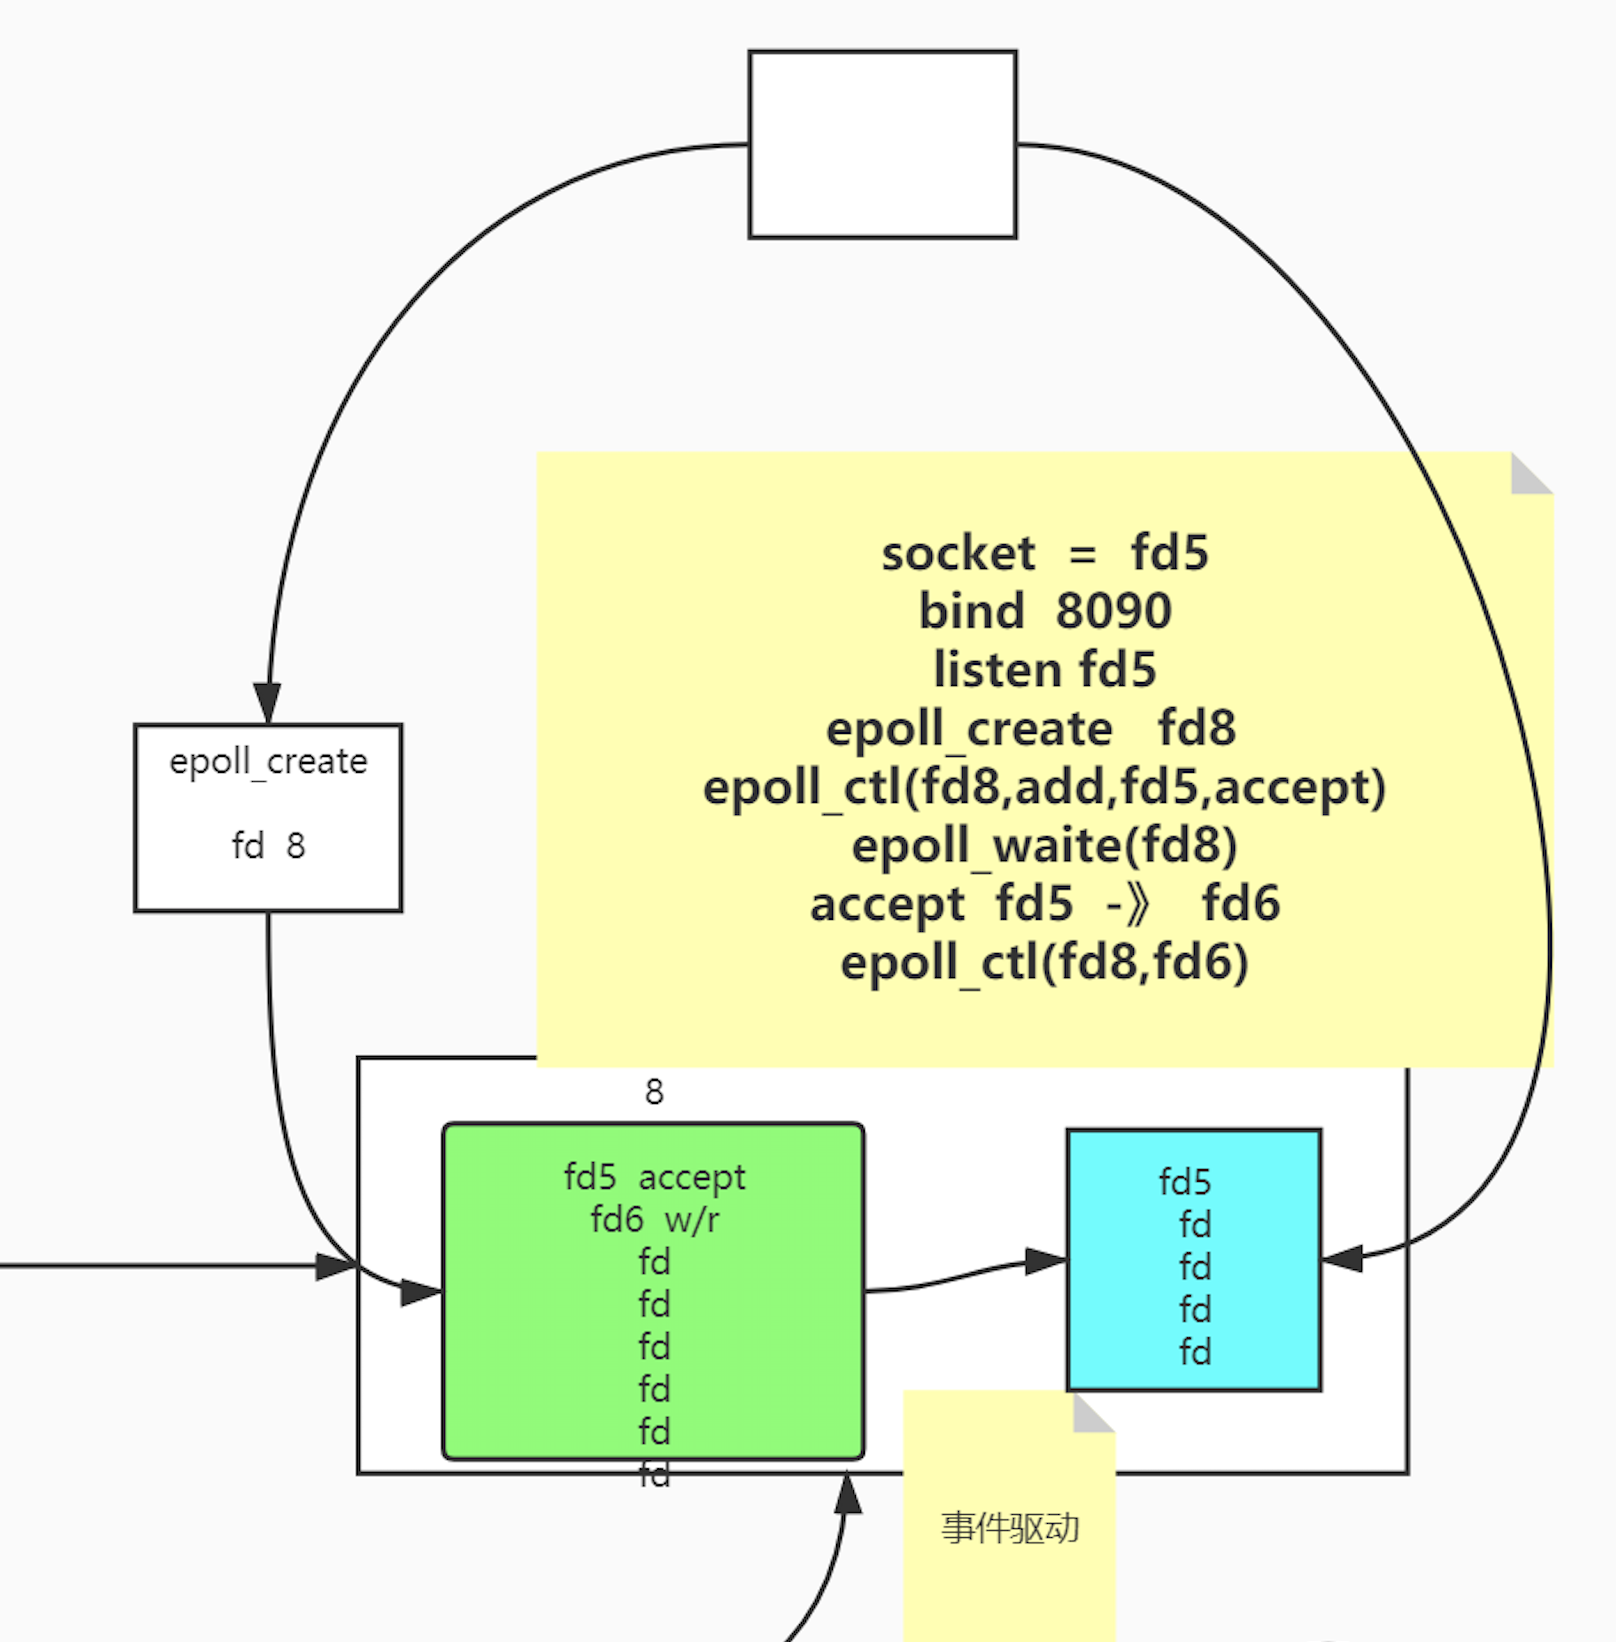 socket = fd5
bind 8090
listen fd5
epoll_create fd8
epoll_ctl(fd8,add,fd5,accept)
epoll_waite(fd8)
accept fd5 -》 fd6
epoll_ctl(fd8,fd6)
epoll_create
fd 8
8
fd5 accept
fd6 w/r
fd
fd
fd
fd
fd
fd
fd5
fd
fd
fd
fd
事件驱动